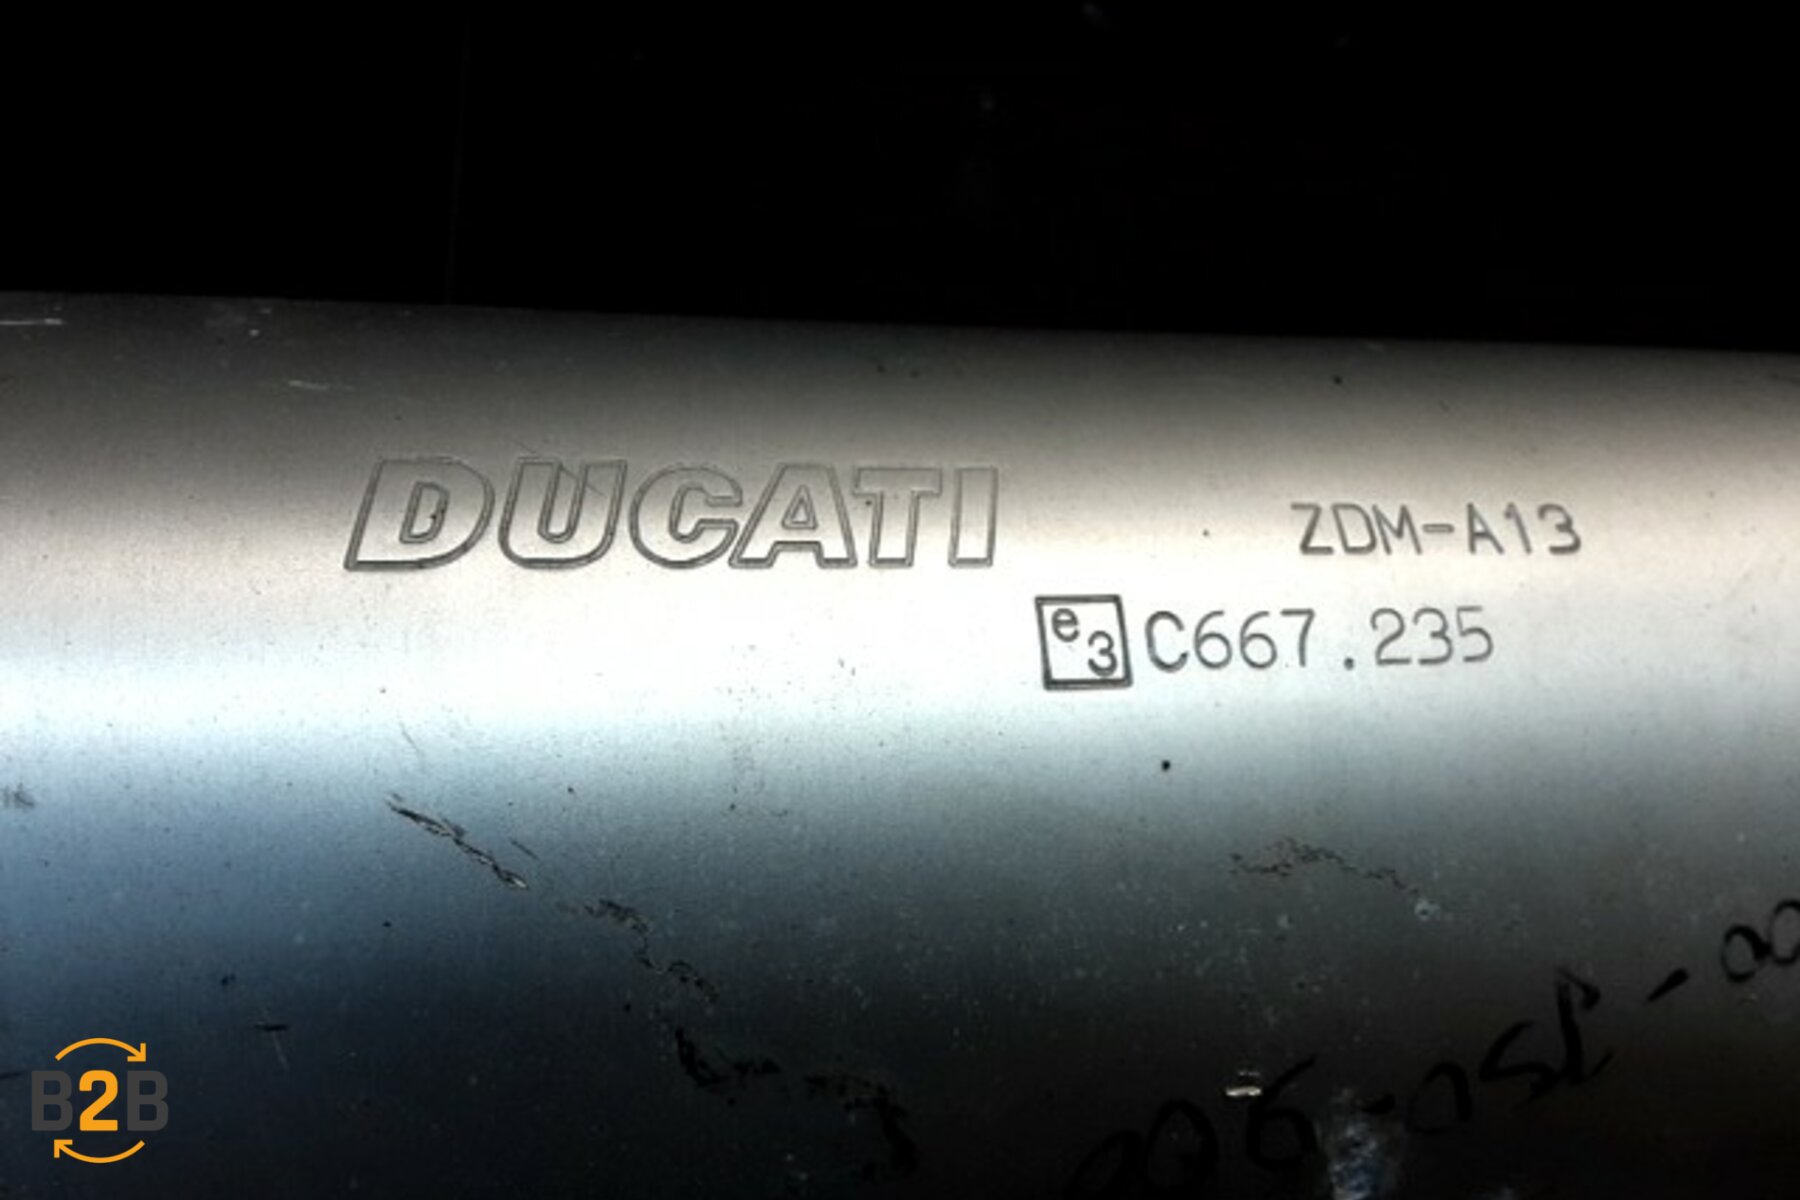 DUCATI
ZDM-A13
e3 C667.235
B2B